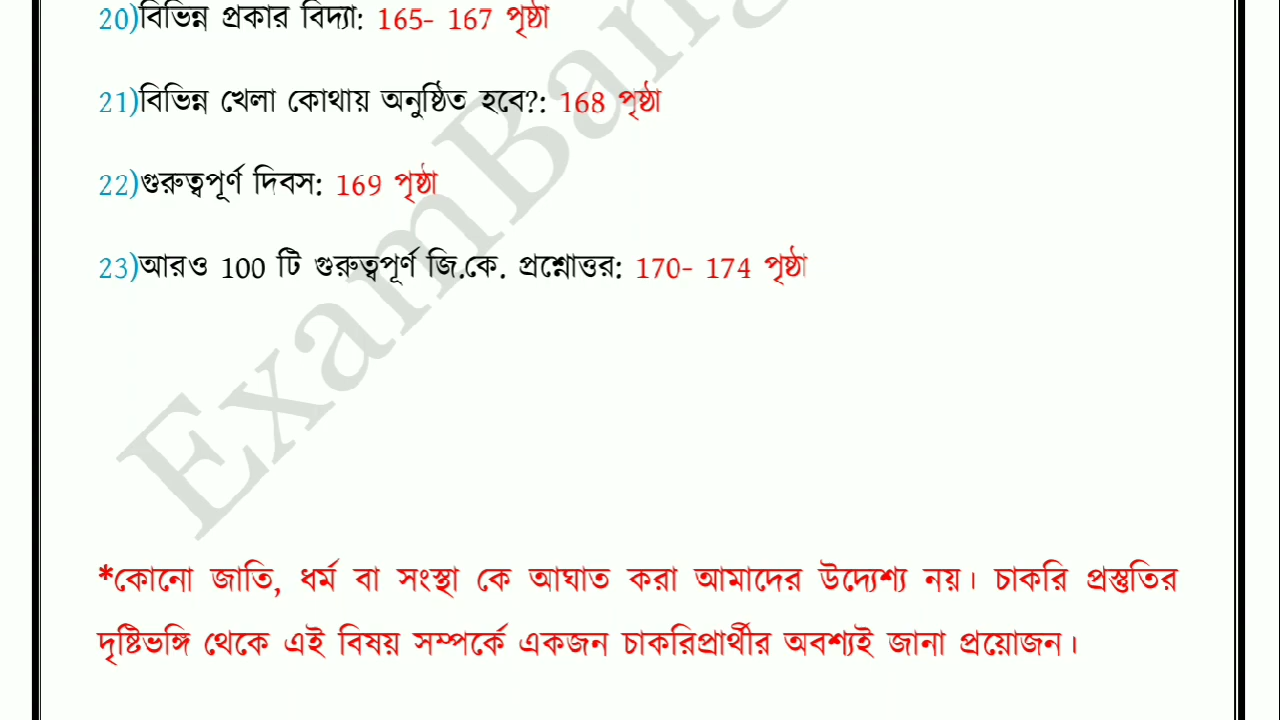 20)বিভিন্ন প্রকার বিদ্যা: 165- 167 পৃষ্ঠা
21)বিভিন্ন খেলা কোথায় অনুষ্ঠিত হবে?: 168 পৃষ্ঠা
22)গুরুত্বপূর্ণ দিবস: 169 পৃষ্ঠা
23)আরও 100 টি গুরুত্বপূর্ণ জি.কে. প্রশ্নোত্তর: 170- 174 পৃষ্ঠা
*কোনো জাতি, ধর্ম বা সংস্থা কে আঘাত করা আমাদের উদ্যেশ্য নয়। চাকরি প্রস্তুতির
দৃষ্টিভঙ্গি থেকে এই বিষয় সম্পর্কে একজন চাকরিপ্রার্থীর অবশ্যই জানা প্রয়োজন।